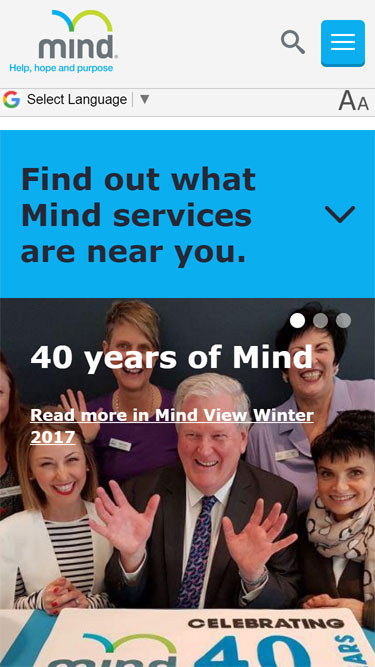 mind
Help, hope and purpose
Select Language
AA
Find out what
Mind services
are near you.
40 years of Mind
Read more in Mind View Winter
2017
CELEBRATING
mind 40 YEARS